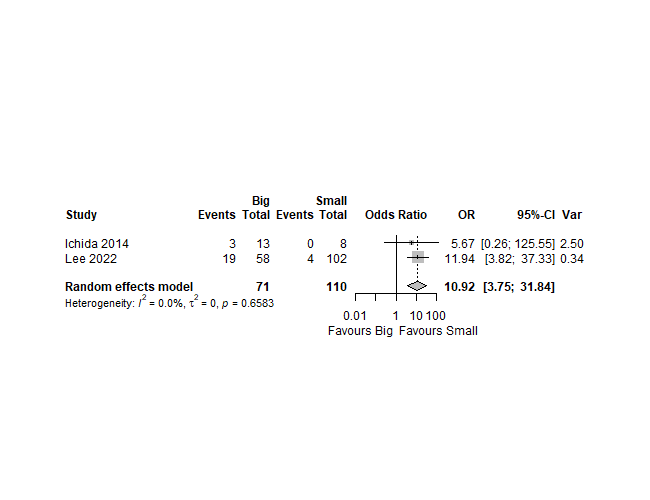 Big Small
Study Events Total Events Total Odds Ratio OR 95%-CI Var
Ichida 2014 3 13 0 8 5.67 [0.26; 125.55] 2.50
Lee 2022 19 58 4 102 11.94 [3.82; 37.33] 0.34
Random effects model 71 110 10.92 [3.75; 31.84]
Heterogeneity: I² = 0.0%, τ² = 0, p = 0.6583
0.01 1 10 100
Favours Big Favours Small